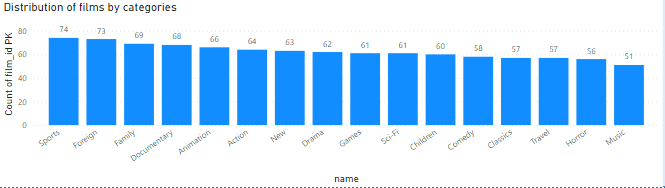 Distribution of films by categories
Count of film_id PK
80
60
40
20
0
74 73 69 68 66 64 63 62 61 61 60 58 57 57 56 51
Sports Foreign Family Documentary Animation Action New Drama Games Sci-Fi Children Comedy Classics Travel Horror Music
name